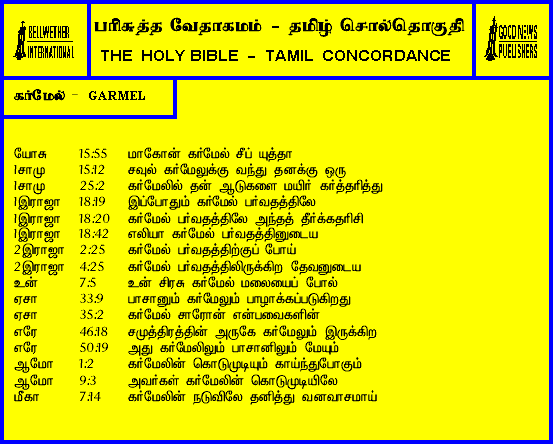 BELLWETHER INTERNATIONAL
பரிசுத்த வேதாகமம் - தமிழ் சொல்தொகுதி
THE HOLY BIBLE - TAMIL CONCORDANCE
GOOD NEWS PUBLISHERS
கர்மேல் - GARMEL
யோசு 15:55 மாகோன் கர்மேல் சீப் யுத்தா
1சாமு 15:12 சவுல் கர்மேலுக்கு வந்து தனக்கு ஒரு
1சாமு 25:2 கர்மேலில் தன் ஆடுகளை மயிர் கர்த்தரித்து
1இராஜா 18:19 இப்போதும் கர்மேல் பர்வதத்திலே
1இராஜா 18:20 கர்மேல் பர்வதத்திலே அந்தத் தீர்க்கதரிசி
1இராஜா 18:42 எலியா கர்மேல் பர்வதத்தினுடைய
2இராஜா 2:25 கர்மேல் பர்வதத்திற்குப் போய்
2இராஜா 4:25 கர்மேல் பர்வதத்திலிருக்கிற தேவனுடைய
உன் 7:5 உன் சிரசு கர்மேல் மலையைப் போல்
ஏசா 33:9 பாசானும் கர்மேலும் பாழாக்கப்படுகிறது
ஏசா 35:2 கர்மேல் சாரோன் என்பவைகளின்
எரே 46:18 சமுத்திரத்தின் அருகே கர்மேலும் இருக்கிற
எரே 50:19 அது கர்மேலிலும் பாசானிலும் மேயும்
ஆமோ 1:2 கர்மேலின் கொடுமுடியும் காய்ந்துபோகும்
ஆமோ 9:3 அவர்கள் கர்மேலின் கொடுமுடியிலே
மீகா 7:14 கர்மேலின் நடுவிலே தனித்து வனவாசமாய்